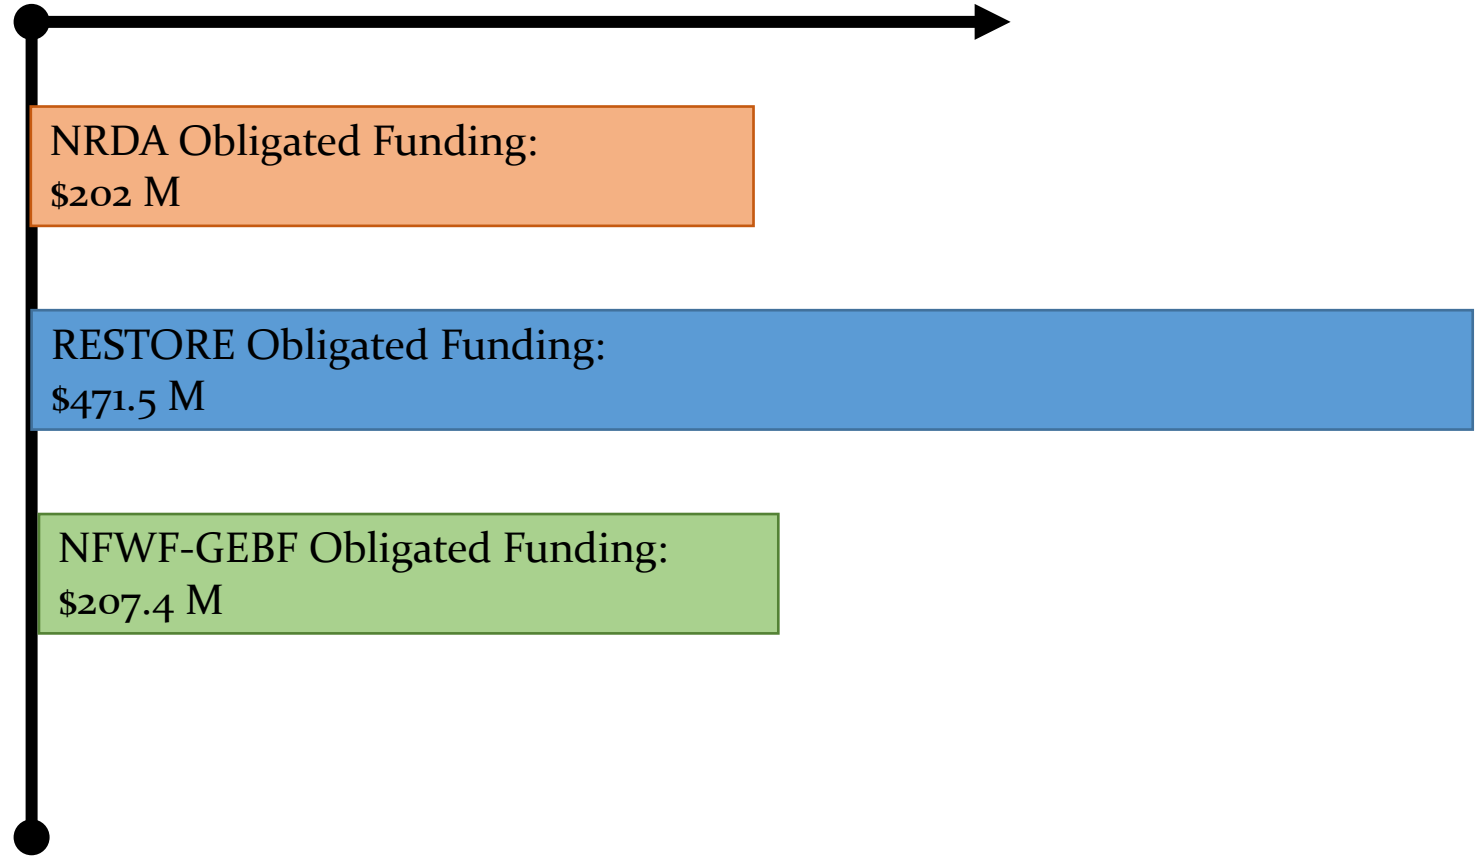 NRDA Obligated Funding:
$202 M
RESTORE Obligated Funding:
$471.5 M
NFWF-GEBF Obligated Funding:
$207.4 M